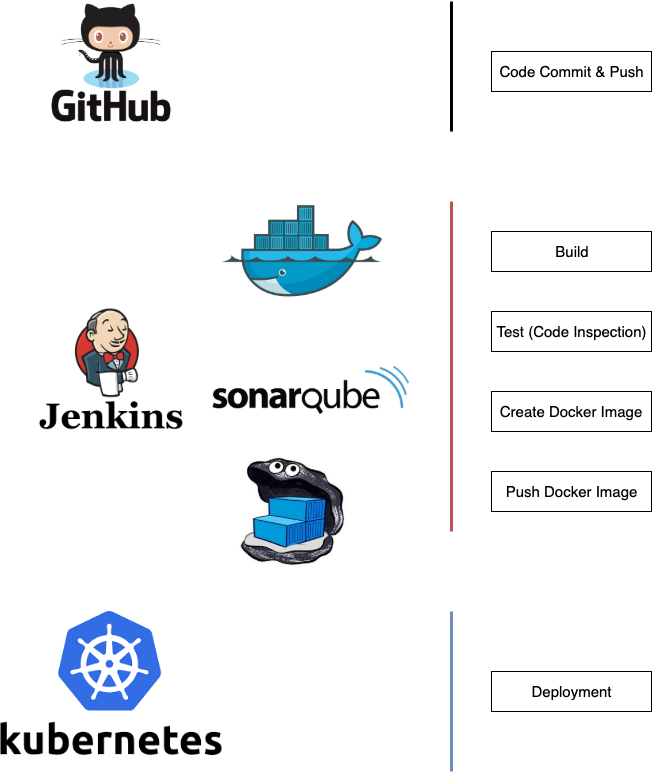 GitHub
Code Commit & Push
Build
Test (Code Inspection)
Jenkins
sonarqube
Create Docker Image
Push Docker Image
kubernetes
Deployment